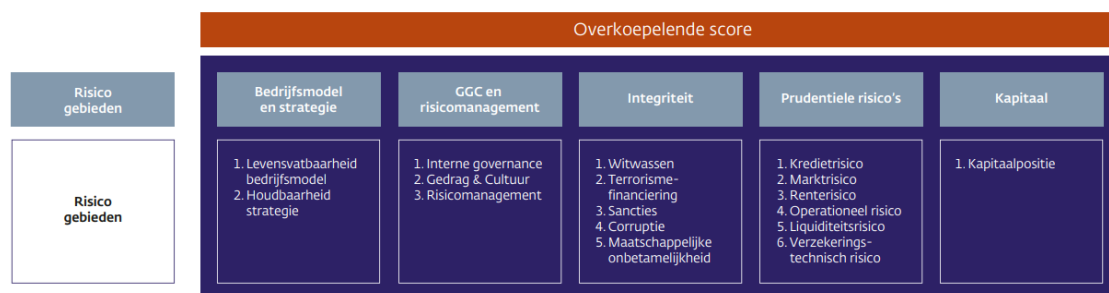 Overkoepelende score
Risico
gebieden
Bedrijfsmodel
en strategie
GGC en
risicomanagement
Integriteit
Prudentiele risico's
Kapitaal
Risico
gebieden
1. Levensvatbaarheid
bedrijfsmodel
2. Houdbaarheid
strategie
1. Interne governance
2. Gedrag & Cultuur
3. Risicomanagement
1. Witwassen
2. Terrorisme-
financiering
3. Sancties
4. Corruptie
5. Maatschappelijke
onbetamelijkheid
1. Kredietrisico
2. Marktrisico
3. Renterisico
4. Operationeel risico
5. Liquiditeitsrisico
6. Verzekerings-
technisch risico
1. Kapitaalpositie